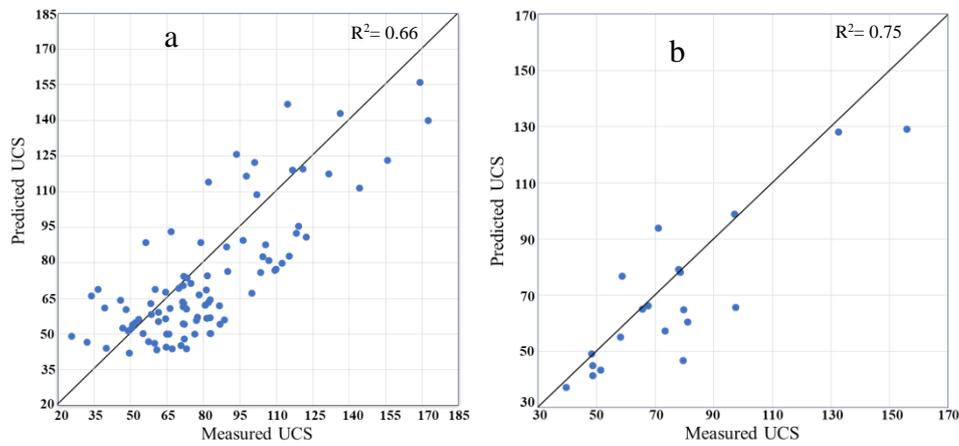 a
R²= 0.66
Predicted UCS
185
170
155
140
125
110
95
80
65
50
35
20
20 35 50 65 80 95 110 125 140 155 170 185
Measured UCS
b
R²= 0.75
Predicted UCS
170
150
130
110
90
70
50
30
30 50 70 90 110 130 150 170
Measured UCS